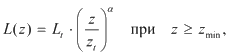 L(z) = L_t · (z / z_t)^α при z ≥ z_min,